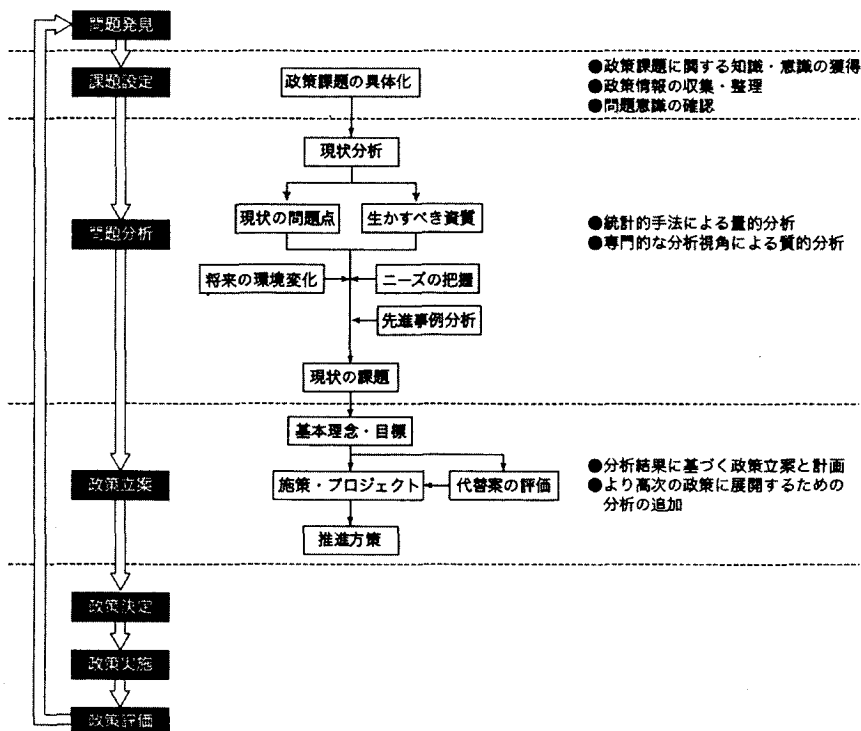 問題発見
課題設定
政策課題の具体化
●政策課題に関する知識・意識の獲得
●政策情報の収集・整理
●問題意識の確認
現状分析
現状の問題点
生かすべき資質
問題分析
●統計的手法による量的分析
●専門的な分析視角による質的分析
将来の環境変化
ニーズの把握
先進事例分析
現状の課題
基本理念・目標
政策立案
施策・プロジェクト
代替案の評価
●分析結果に基づく政策立案と計画
●より高次の政策に展開するための
分析の追加
推進方策
政策決定
政策実施
政策評価